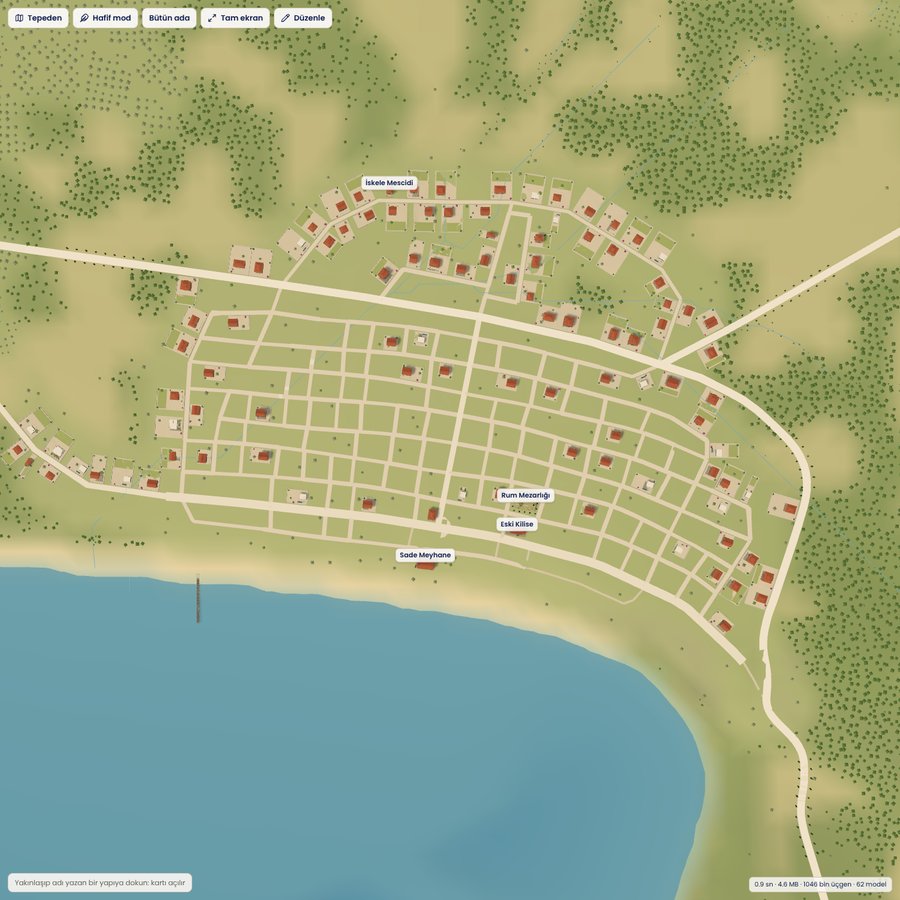 Tepeden
Hafif mod
Bütün ada
Tam ekran
Düzenle
İskele Mescidi
Rum Mezarlığı
Eski Kilise
Sade Meyhane
Yakınlaşıp adı yazan bir yapıya dokun: kartı açılır
0.9 sn · 4.6 MB · 1046 bin üçgen · 62 model